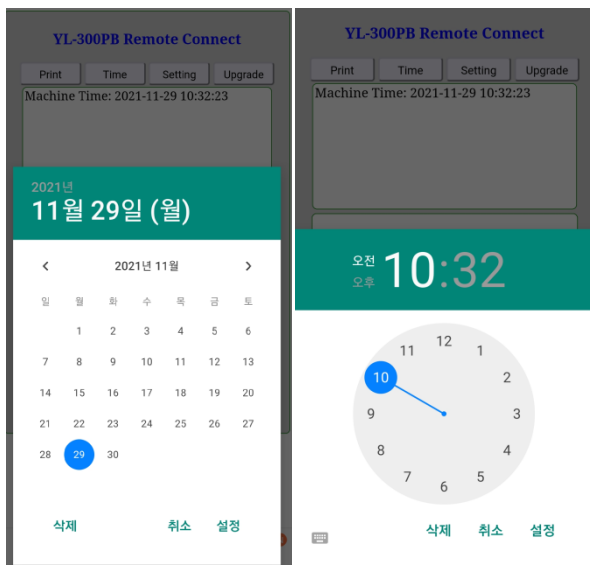 YL-300PB Remote Connect
Print Time Setting Upgrade
Machine Time: 2021-11-29 10:32:23
2021년
11월 29일 (월)
2021년 11월
일 월 화 수 목 금 토
1 2 3 4 5 6
7 8 9 10 11 12 13
14 15 16 17 18 19 20
21 22 23 24 25 26 27
28 29 30
삭제 취소 설정
YL-300PB Remote Connect
Print Time Setting Upgrade
Machine Time: 2021-11-29 10:32:23
오전 10:32
오후
12
11 1
10 2
9 3
8 4
7 5
6
삭제 취소 설정